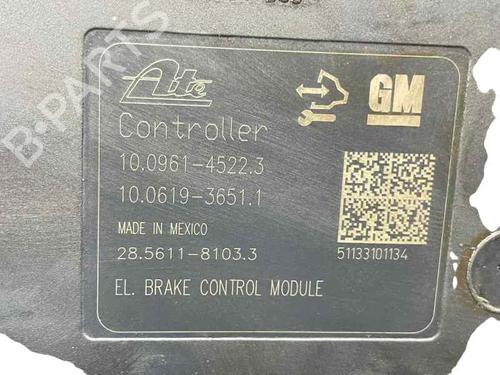 Ate
GM
Controller
10.0961-4522.3
10.0619-3651.1
MADE IN MEXICO
28.5611-8103.3
51133101134
EL. BRAKE CONTROL MODULE
B-PARTS